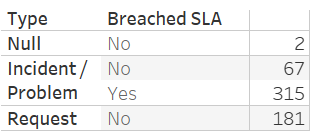 Type Breached SLA
Null No 2
Incident / No 67
Problem Yes 315
Request No 181